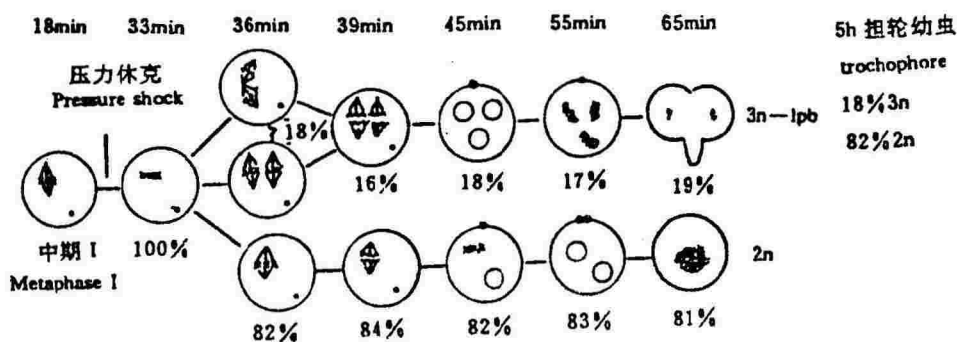 18min 33min 36min 39min 45min 55min 65min
5h 担轮幼虫
trochophore
18%3n
82%2n
压力休克
Pressure shock
18%
3n—1pb
16% 18% 17% 19%
中期 I
Metaphase I
100%
2n
82% 84% 82% 83% 81%